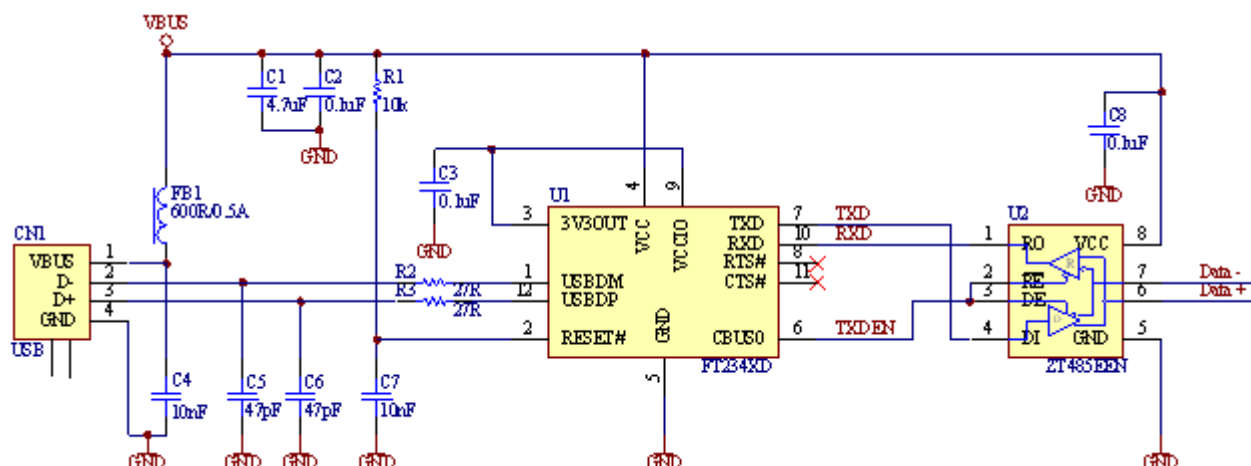 VBUS
C1
4.7uF
C2
0.1uF
R1
10k
GND
C8
0.1uF
GND
C3
0.1uF
GND
FB1
600R/0.5A
CN1
VBUS 1
D- 2
D+ 3
GND 4
USB
R2 27R
R3 27R
U1
4
9
3 3V3OUT
VCC
VCCIO
1 USBDM
12 USBDP
2 RESET#
GND
5
TXD 7 TXD
RXD 10 RXD
RTS# 8
CTS# 11
CBUS0 6 TXDEN
FT234XD
U2
1 RO
2 RE
3 DE
4 DI
R
D
VCC 8
7 Data -
6 Data +
GND 5
ZT485EEN
C4
10nF
C5
47pF
C6
47pF
C7
10nF
GND
GND
GND
GND
GND
GND